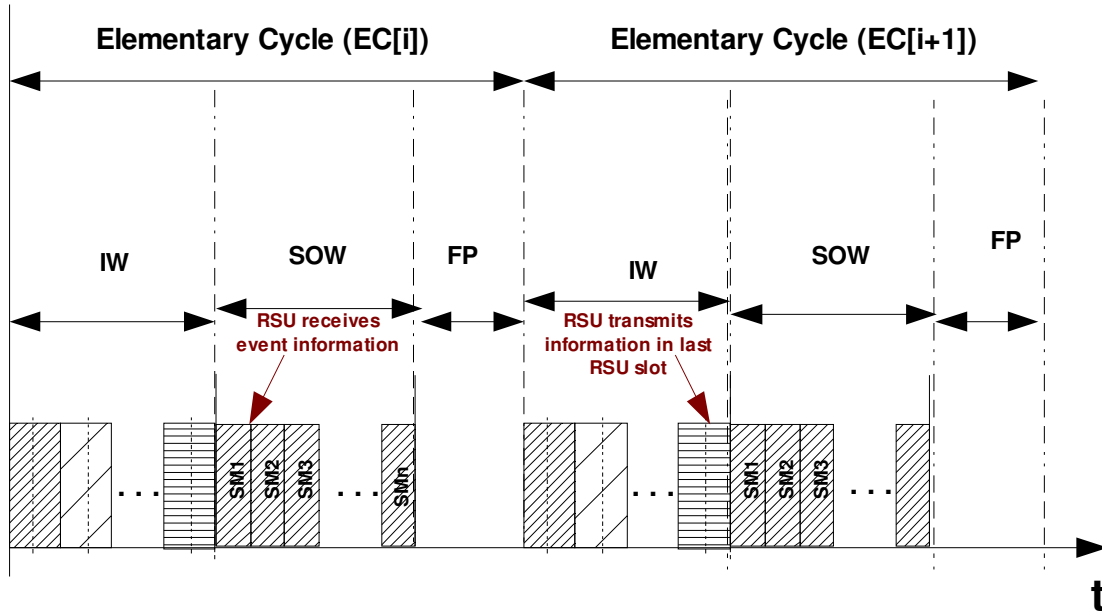 Elementary Cycle (EC[i])
Elementary Cycle (EC[i+1])
IW
SOW
FP
IW
SOW
FP
RSU receives
event information
RSU transmits
information in last
RSU slot
. . .
SM1
SM2
SM3
. . .
SMn
. . .
SM1
SM2
SM3
. . .
t